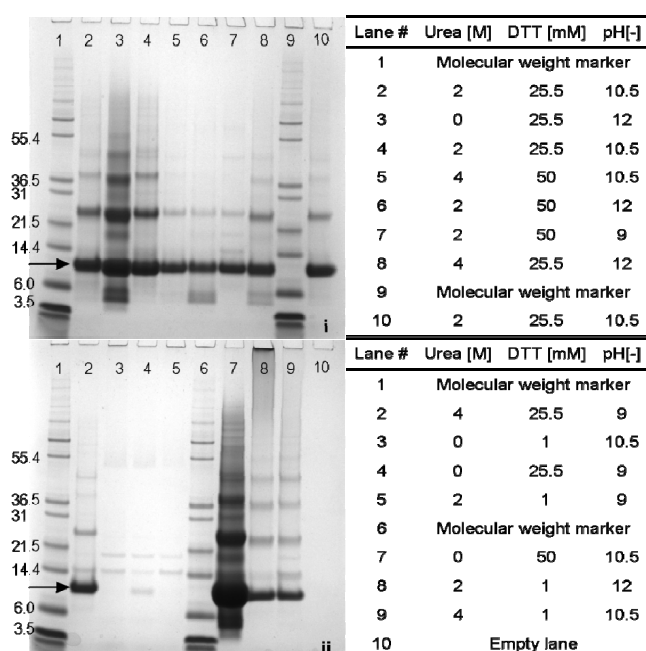 1 2 3 4 5 6 7 8 9 10
55.4
36.5
31
21.5
14.4
6.0
3.5
i
Lane # Urea [M] DTT [mM] pH[-]
1 Molecular weight marker
2 2 25.5 10.5
3 0 25.5 12
4 2 25.5 10.5
5 4 50 10.5
6 2 50 12
7 2 50 9
8 4 25.5 12
9 Molecular weight marker
10 2 25.5 10.5
1 2 3 4 5 6 7 8 9 10
55.4
36.5
31
21.5
14.4
6.0
3.5
ii
Lane # Urea [M] DTT [mM] pH[-]
1 Molecular weight marker
2 4 25.5 9
3 0 1 10.5
4 0 25.5 9
5 2 1 9
6 Molecular weight marker
7 0 50 10.5
8 2 1 12
9 4 1 10.5
10 Empty lane